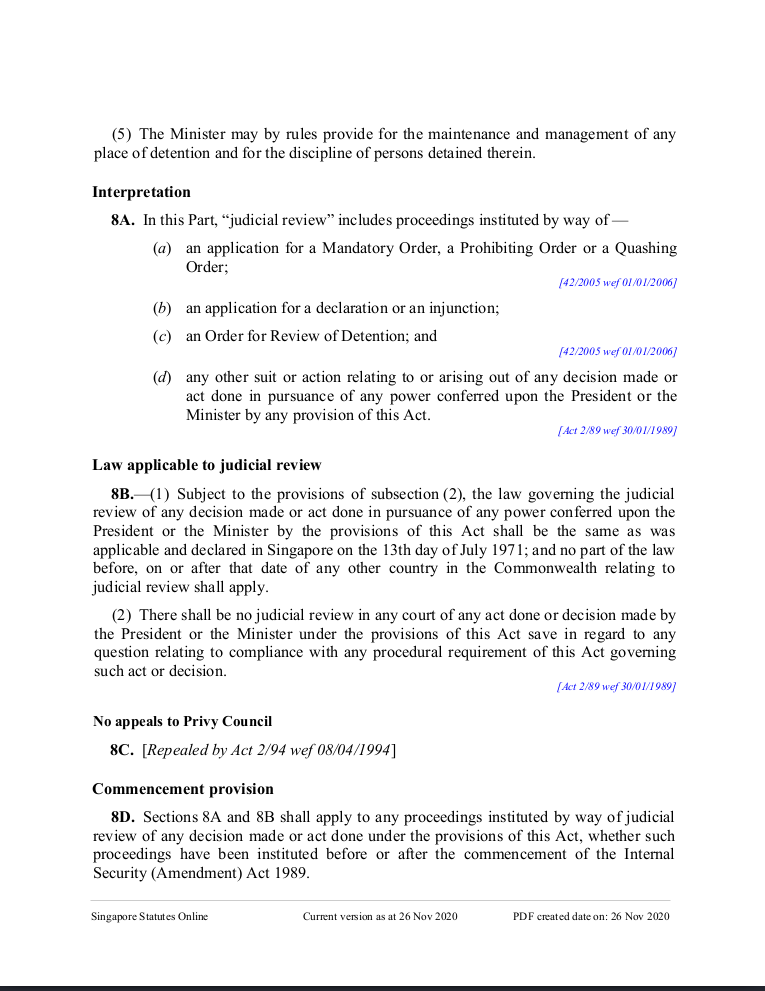 (5) The Minister may by rules provide for the maintenance and management of any
place of detention and for the discipline of persons detained therein.
Interpretation
8A. In this Part, “judicial review” includes proceedings instituted by way of —
(a) an application for a Mandatory Order, a Prohibiting Order or a Quashing
Order;
[42/2005 wef 01/01/2006]
(b) an application for a declaration or an injunction;
(c) an Order for Review of Detention; and
[42/2005 wef 01/01/2006]
(d) any other suit or action relating to or arising out of any decision made or
act done in pursuance of any power conferred upon the President or the
Minister by any provision of this Act.
[Act 2/89 wef 30/01/1989]
Law applicable to judicial review
8B.—(1) Subject to the provisions of subsection (2), the law governing the judicial
review of any decision made or act done in pursuance of any power conferred upon the
President or the Minister by the provisions of this Act shall be the same as was
applicable and declared in Singapore on the 13th day of July 1971; and no part of the law
before, on or after that date of any other country in the Commonwealth relating to
judicial review shall apply.
(2) There shall be no judicial review in any court of any act done or decision made by
the President or the Minister under the provisions of this Act save in regard to any
question relating to compliance with any procedural requirement of this Act governing
such act or decision.
[Act 2/89 wef 30/01/1989]
No appeals to Privy Council
8C. [Repealed by Act 2/94 wef 08/04/1994]
Commencement provision
8D. Sections 8A and 8B shall apply to any proceedings instituted by way of judicial
review of any decision made or act done under the provisions of this Act, whether such
proceedings have been instituted before or after the commencement of the Internal
Security (Amendment) Act 1989.
Singapore Statutes Online Current version as at 26 Nov 2020 PDF created date on: 26 Nov 2020